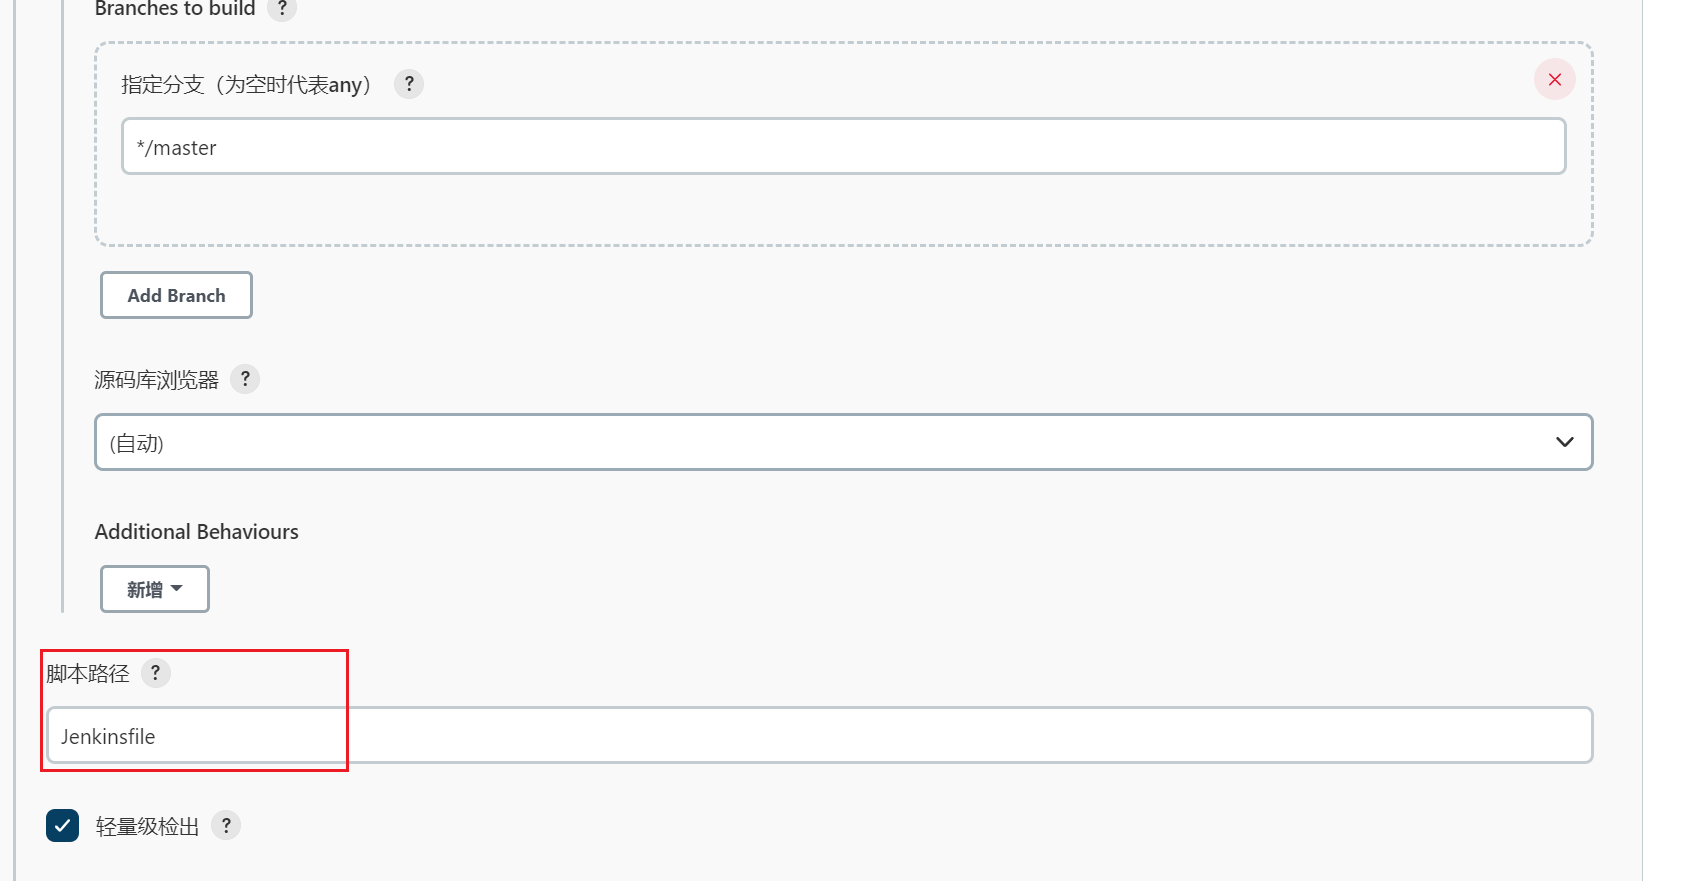 Branches to build ?
指定分支（为空时代表any） ?
*/master
Add Branch
源码库浏览器 ?
(自动)
Additional Behaviours
新增
脚本路径 ?
Jenkinsfile
轻量级检出 ?